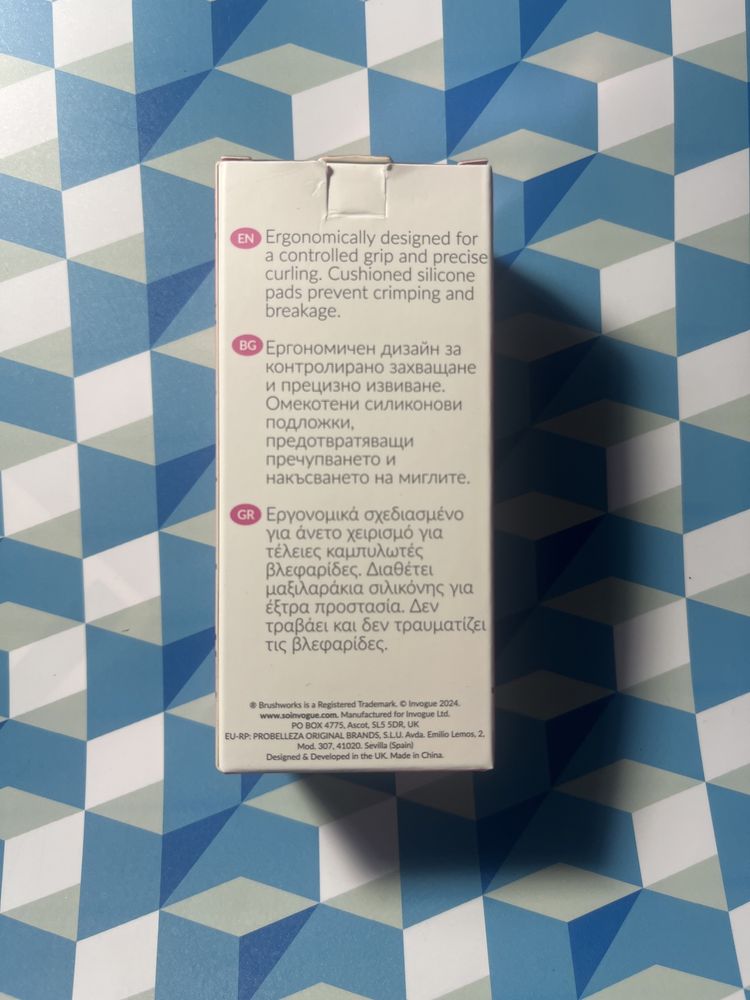 EN Ergonomically designed for
a controlled grip and precise
curling. Cushioned silicone
pads prevent crimping and
breakage.
BG Ергономичен дизайн за
контролирано захващане
и прецизно извиване.
Омекотени силиконови
подложки,
предотвратяващи
пречупването и
накъсването на миглите.
GR Εργονομικά σχεδιασμένο
για άνετο χειρισμό για
τέλειες καμπυλωτές
βλεφαρίδες. Διαθέτει
μαξιλαράκια σιλικόνης για
έξτρα προστασία. Δεν
τραβάει και δεν τραυματίζει
τις βλεφαρίδες.
® Brushworks is a Registered Trademark. © Invogue 2024.
www.soinvogue.com. Manufactured for Invogue Ltd.
PO BOX 4775, Ascot, SL5 5DR, UK
EU-RP: PROBELLEZA ORIGINAL BRANDS, S.L.U. Avda. Emilio Lemos, 2,
Mod. 307, 41020. Sevilla (Spain)
Designed & Developed in the UK. Made in China.